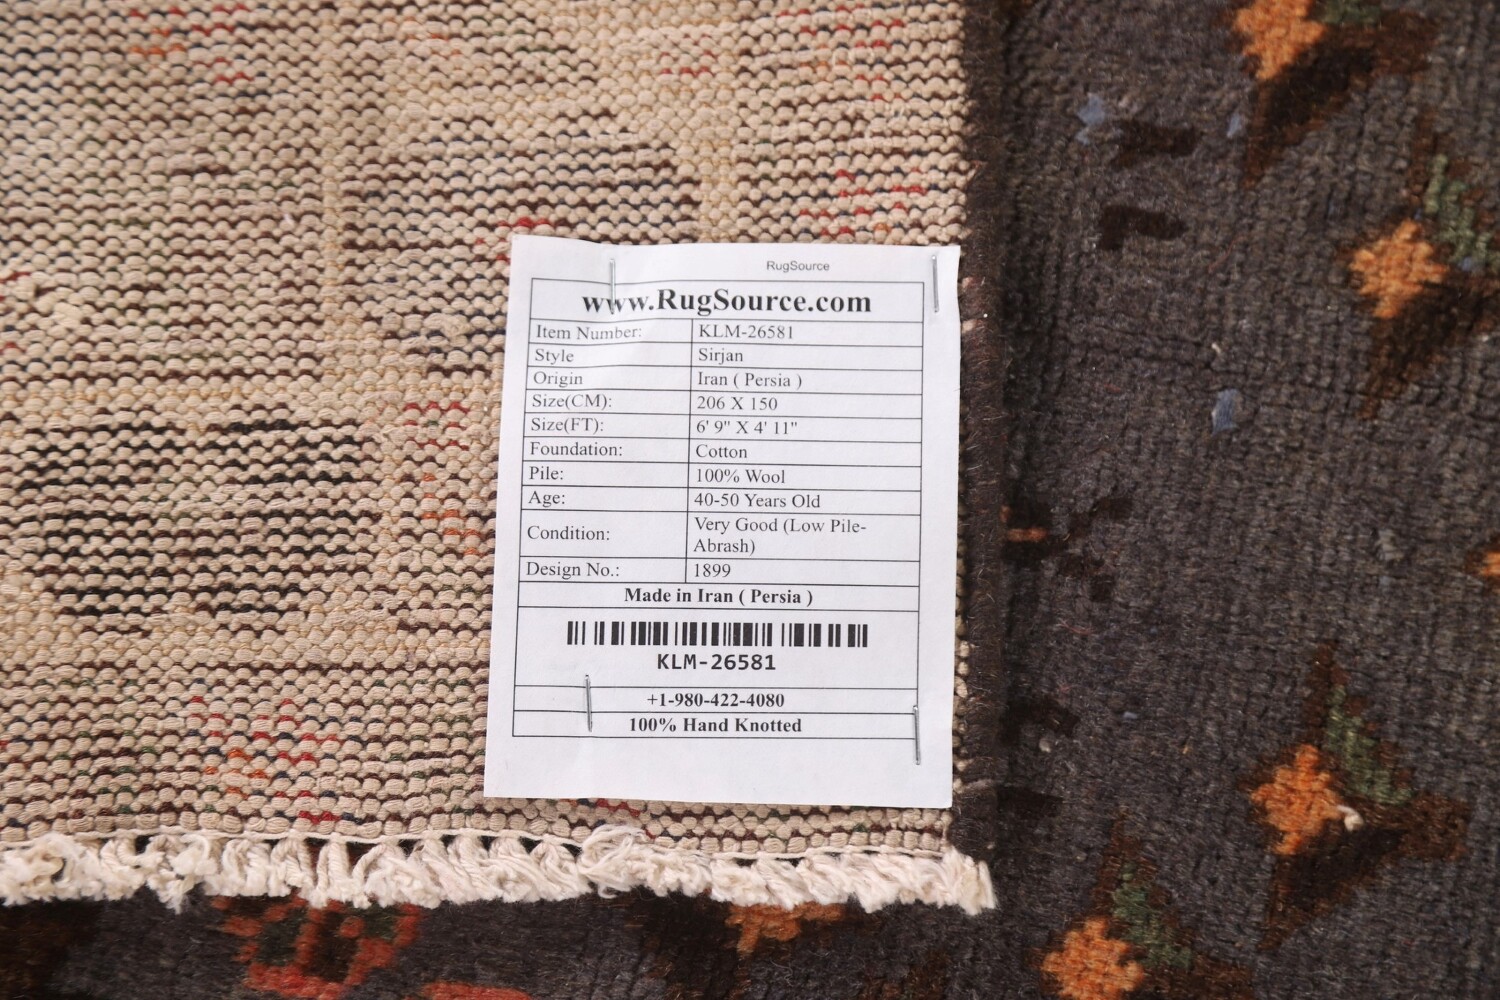 RugSource
www.RugSource.com
Item Number: KLM-26581
Style Sirjan
Origin Iran ( Persia )
Size(CM): 206 X 150
Size(FT): 6' 9" X 4' 11"
Foundation: Cotton
Pile: 100% Wool
Age: 40-50 Years Old
Condition: Very Good (Low Pile-
Abrash)
Design No.: 1899
Made in Iran ( Persia )
KLM-26581
+1-980-422-4080
100% Hand Knotted